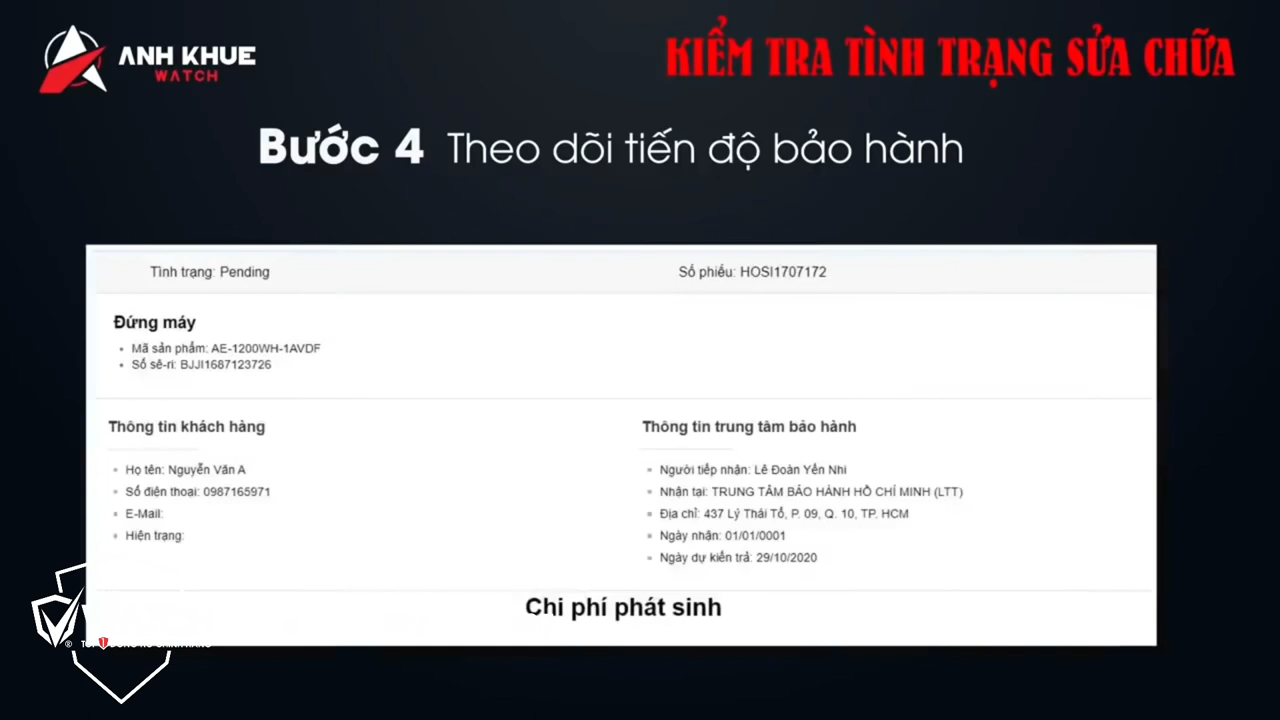 ANH KHUE
WATCH
KIỂM TRA TÌNH TRẠNG SỬA CHỮA
Bước 4 Theo dõi tiến độ bảo hành
Tình trạng: Pending
Số phiếu: HOSI1707172
Đứng máy
Mã sản phẩm: AE-1200WH-1AVDF
Số sê-ri: BJJI1687123726
Thông tin khách hàng
Họ tên: Nguyễn Văn A
Số điện thoại: 0987165971
E-Mail:
Hiện trạng:
Thông tin trung tâm bảo hành
Người tiếp nhận: Lê Đoàn Yến Nhi
Nhận tại: TRUNG TÂM BẢO HÀNH HỒ CHÍ MINH (LTT)
Địa chỉ: 437 Lý Thái Tổ, P. 09, Q. 10, TP. HCM
Ngày nhận: 01/01/0001
Ngày dự kiến trả: 29/10/2020
Chi phí phát sinh